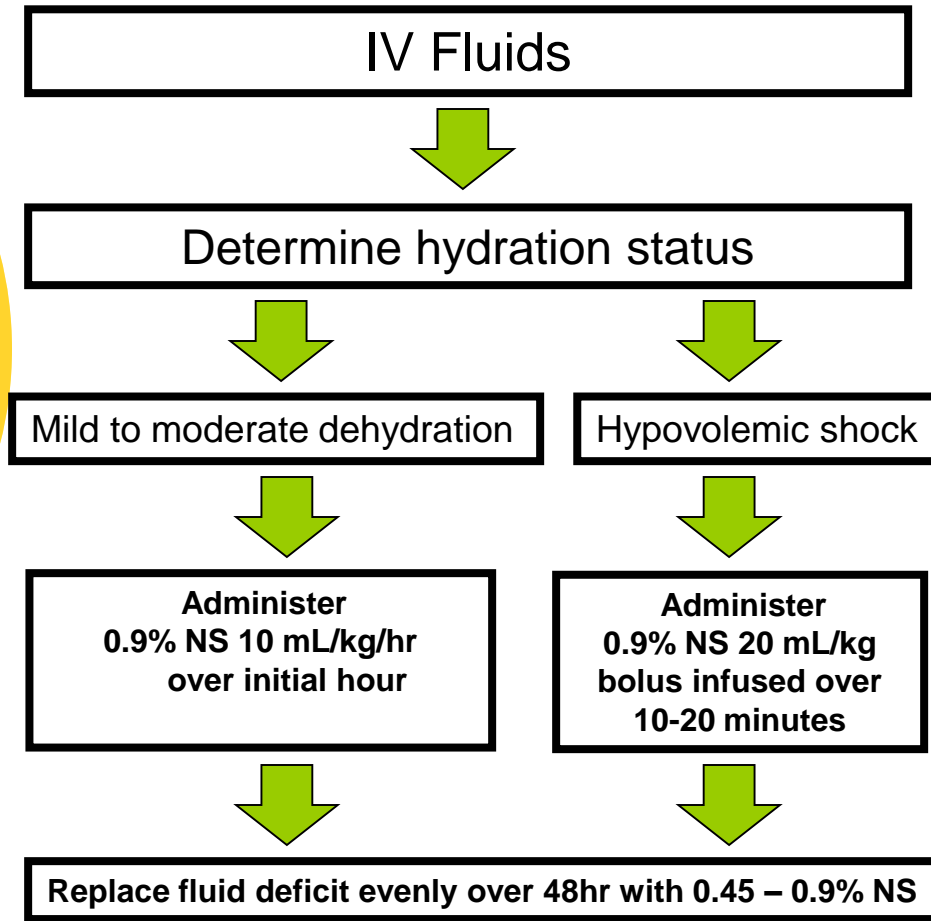 IV Fluids
Determine hydration status
Mild to moderate dehydration
Hypovolemic shock
Administer
0.9% NS 10 mL/kg/hr
over initial hour
Administer
0.9% NS 20 mL/kg
bolus infused over
10-20 minutes
Replace fluid deficit evenly over 48hr with 0.45 – 0.9% NS